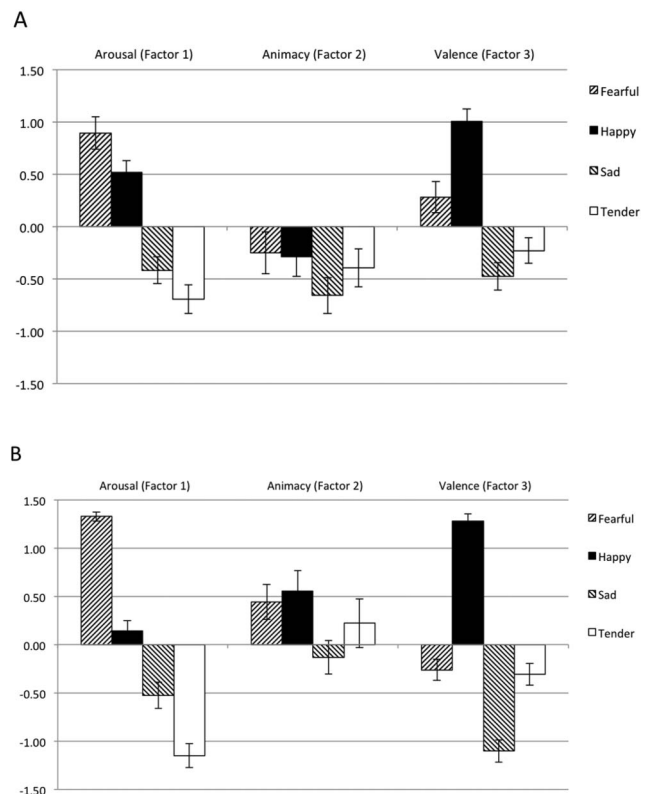 A
Arousal (Factor 1) Animacy (Factor 2) Valence (Factor 3)
1.50
1.00
0.50
0.00
-0.50
-1.00
-1.50
Fearful
Happy
Sad
Tender
B
Arousal (Factor 1) Animacy (Factor 2) Valence (Factor 3)
1.50
1.00
0.50
0.00
-0.50
-1.00
-1.50
Fearful
Happy
Sad
Tender